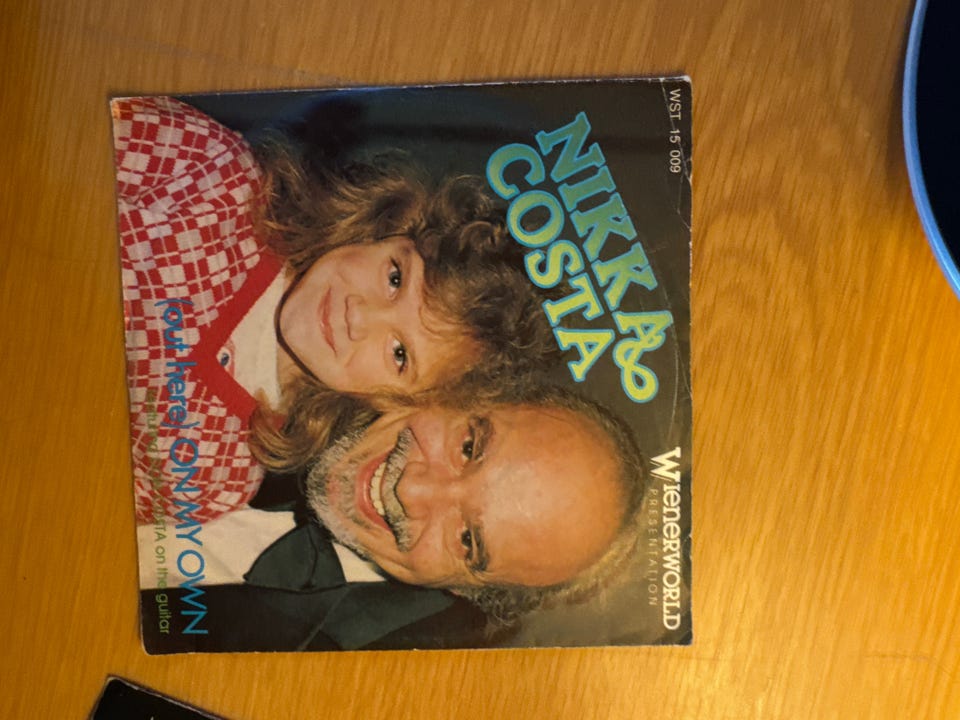 WST 15 009
WIENERWORLD
PRESENTATION
NIKKA
COSTA
(out here) ON MY OWN
COSTA on the guitar